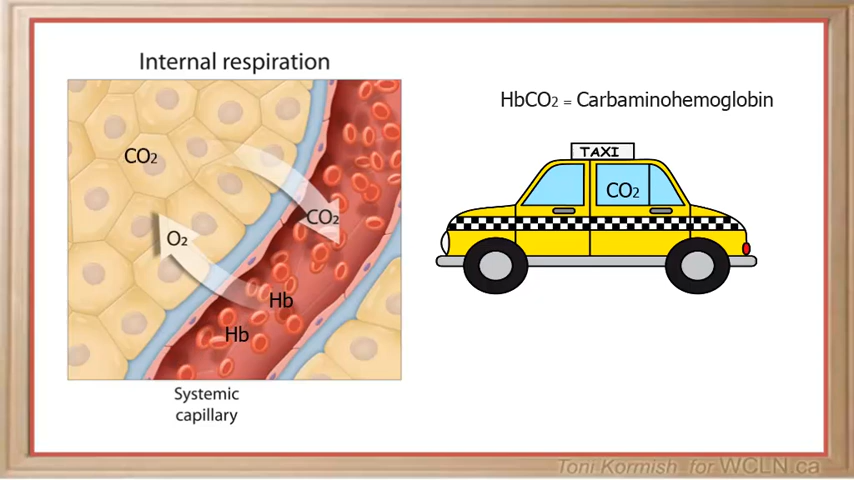 Internal respiration
CO₂
CO₂
O₂
Hb
Hb
Systemic
capillary
HbCO₂ = Carbaminohemoglobin
TAXI
CO₂
Toni Kormish for WCLN.ca